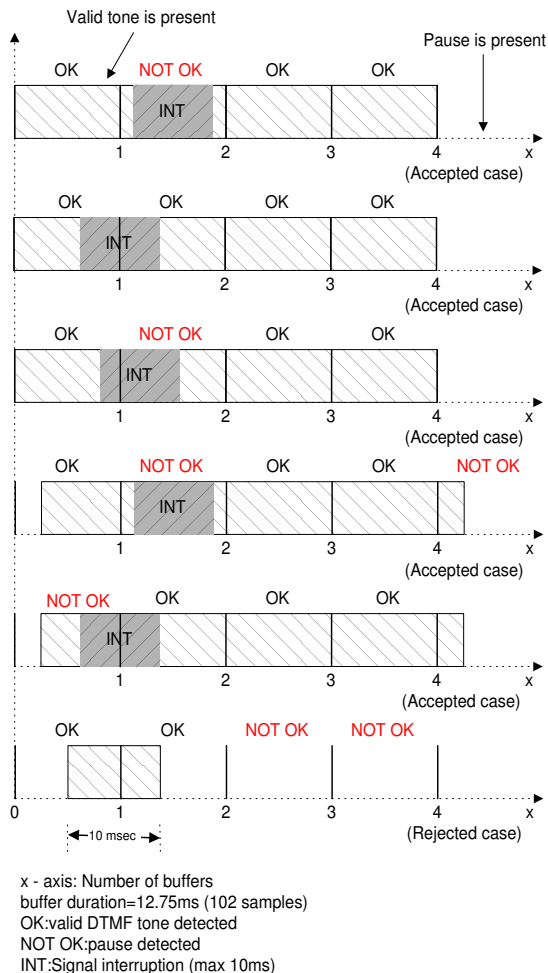 Valid tone is present
Pause is present
OK NOT OK OK OK
INT
1 2 3 4 x
(Accepted case)
OK OK OK OK
INT
1 2 3 4 x
(Accepted case)
OK NOT OK OK OK
INT
1 2 3 4 x
(Accepted case)
OK NOT OK OK OK NOT OK
INT
1 2 3 4 x
(Accepted case)
NOT OK OK OK OK
INT
1 2 3 4 x
(Accepted case)
OK OK NOT OK NOT OK
0 1 2 3 4 x
(Rejected case)
10 msec
x - axis: Number of buffers
buffer duration=12.75ms (102 samples)
OK:valid DTMF tone detected
NOT OK:pause detected
INT:Signal interruption (max 10ms)